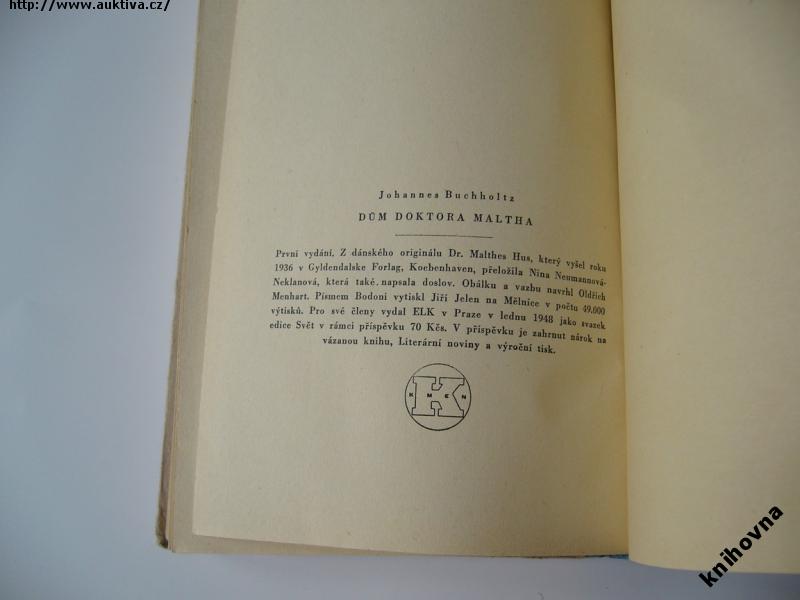 http://www.auktiva.cz/
Johannes Buchholtz
DŮM DOKTORA MALTHA
První vydání. Z dánského originálu Dr. Malthes Hus, který vyšel roku
1936 v Gyldendalske Forlag, Koebenhaven, přeložila Nina Neumannová-
Neklanová, která také napsala doslov. Obálku a vazbu navrhl Oldřich
Menhart. Písmem Bodoni vytiskl Jiří Jelen na Mělníce v počtu 49.000
výtisků. Pro své členy vydal ELK v Praze v lednu 1948 jako svazek
edice Svět v rámci příspěvku 70 Kčs. V příspěvku je zahrnut nárok na
vázanou knihu, Literární noviny a výroční tisk.
K
KMEN
knihovna